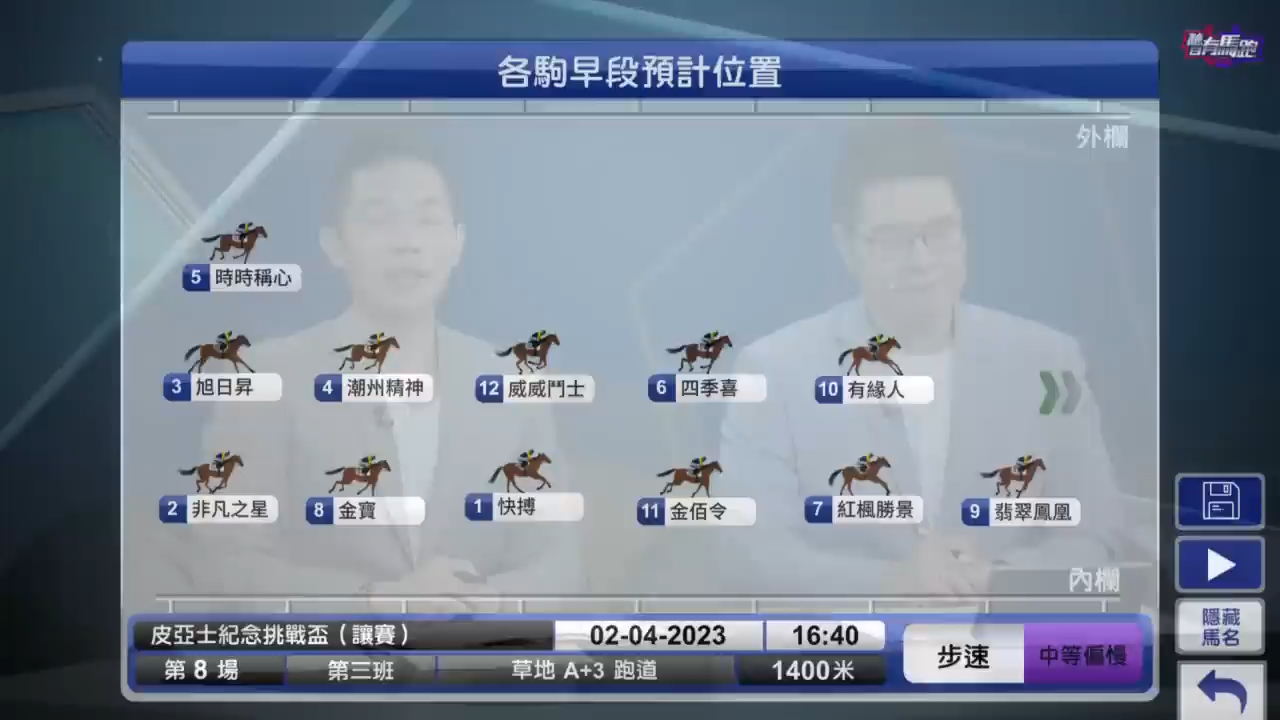 皆有馬跑
各駒早段預計位置
外欄
5 時時稱心
3 旭日昇
4 潮州精神
12 威威鬥士
6 四季喜
10 有緣人
2 非凡之星
8 金寶
1 快搏
11 金佰令
7 紅楓勝景
9 翡翠鳳凰
內欄
皮亞士紀念挑戰盃(讓賽) 02-04-2023 16:40
第 8 場 第三班 草地 A+3 跑道 1400米
步速 中等偏慢
隱藏
馬名